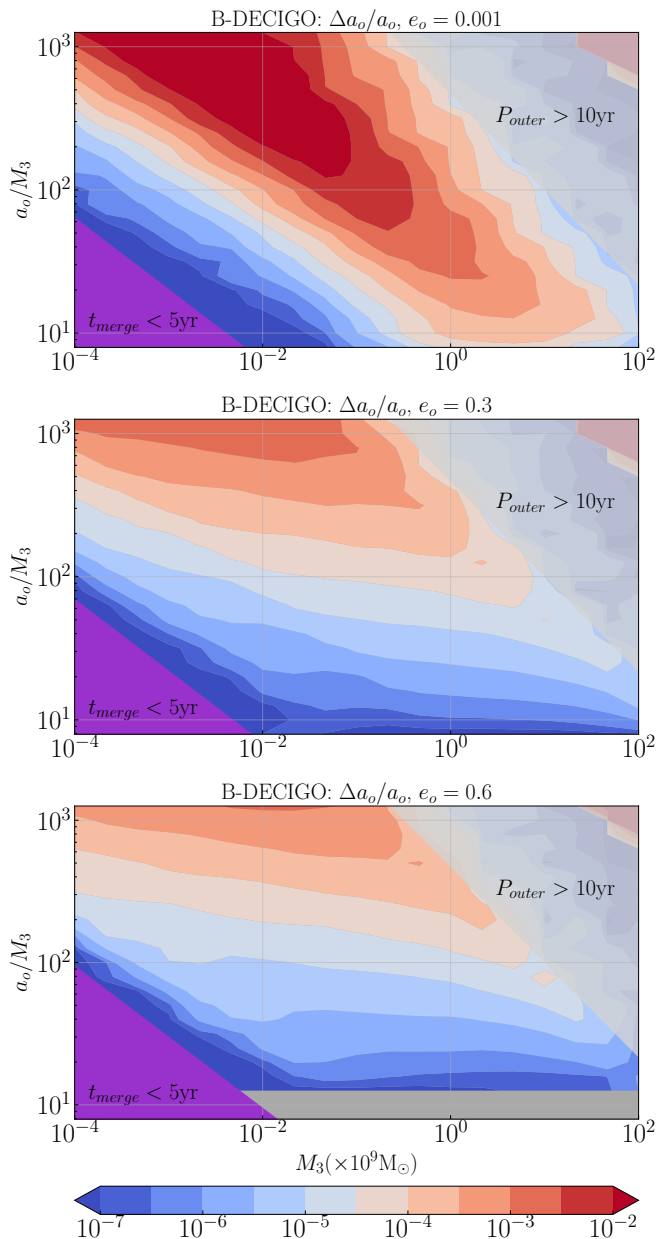 B-DECIGO: Δa_o/a_o, e_o = 0.001
10^3
10^2
10^1
a_o/M_3
P_outer > 10yr
t_merge < 5yr
10^-4 10^-2 10^0 10^2
B-DECIGO: Δa_o/a_o, e_o = 0.3
10^3
10^2
10^1
a_o/M_3
P_outer > 10yr
t_merge < 5yr
10^-4 10^-2 10^0 10^2
B-DECIGO: Δa_o/a_o, e_o = 0.6
10^3
10^2
10^1
a_o/M_3
P_outer > 10yr
t_merge < 5yr
10^-4 10^-2 10^0 10^2
M_3(×10^9 M_⊙)
10^-7 10^-6 10^-5 10^-4 10^-3 10^-2